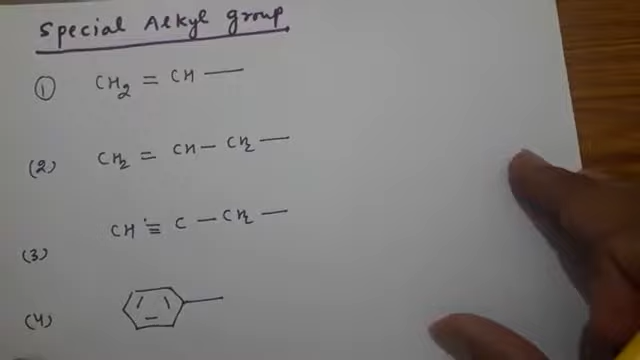 Special Alkyl group
① CH₂ = CH —
(2) CH₂ = CH — CH₂ —
(3) CH ≡ C — CH₂ —
(4)